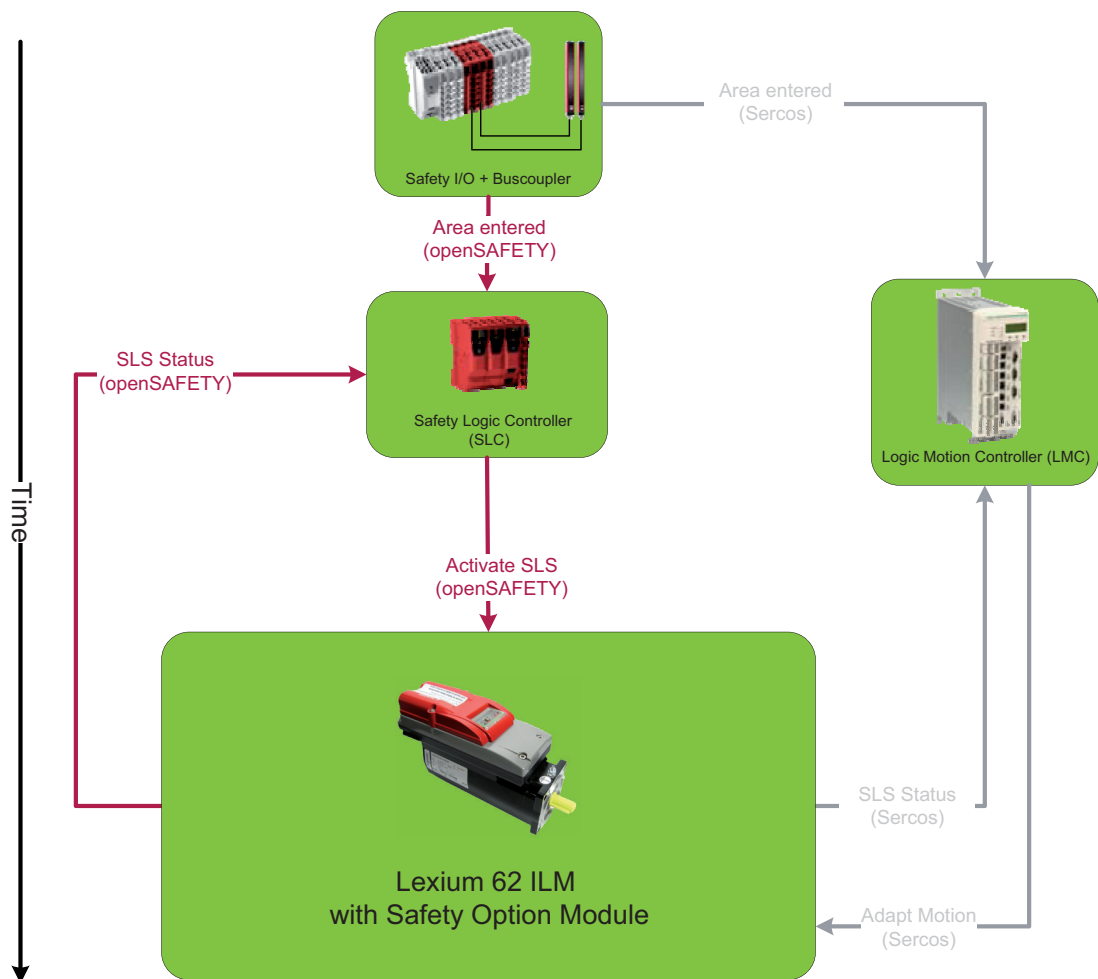 Safety I/O + Buscoupler
Area entered
(Sercos)
Area entered
(openSAFETY)
SLS Status
(openSAFETY)
Safety Logic Controller
(SLC)
Logic Motion Controller (LMC)
Time
Activate SLS
(openSAFETY)
SLS Status
(Sercos)
Lexium 62 ILM
with Safety Option Module
Adapt Motion
(Sercos)